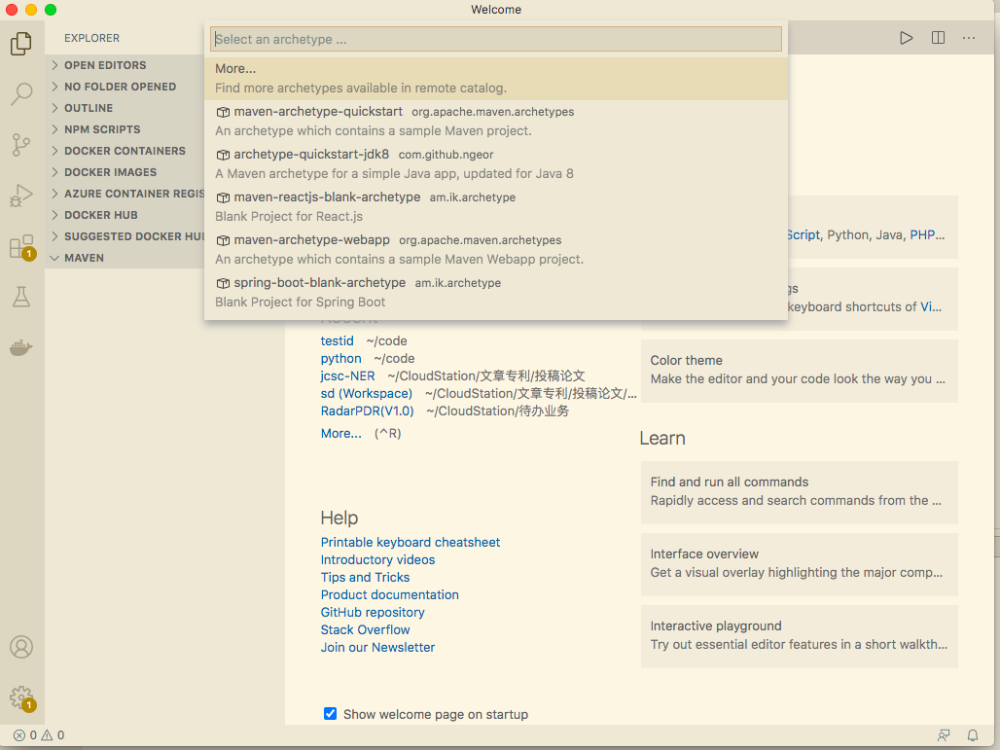 Welcome
EXPLORER
OPEN EDITORS
NO FOLDER OPENED
OUTLINE
NPM SCRIPTS
DOCKER CONTAINERS
DOCKER IMAGES
AZURE CONTAINER REGIS
DOCKER HUB
SUGGESTED DOCKER HU
MAVEN
1
1
Select an archetype ...
More...
Find more archetypes available in remote catalog.
maven-archetype-quickstart org.apache.maven.archetypes
An archetype which contains a sample Maven project.
archetype-quickstart-jdk8 com.github.ngeor
A Maven archetype for a simple Java app, updated for Java 8
maven-reactjs-blank-archetype am.ik.archetype
Blank Project for React.js
maven-archetype-webapp org.apache.maven.archetypes
An archetype which contains a sample Maven Webapp project.
spring-boot-blank-archetype am.ik.archetype
Blank Project for Spring Boot
Recent
testid ~/code
python ~/code
jcsc-NER ~/CloudStation/文章专利/投稿论文
sd (Workspace) ~/CloudStation/文章专利/投稿论文/...
RadarPDR(V1.0) ~/CloudStation/待办业务
More... (^R)
Help
Printable keyboard cheatsheet
Introductory videos
Tips and Tricks
Product documentation
GitHub repository
Stack Overflow
Join our Newsletter
Show welcome page on startup
Script, Python, Java, PHP...
gs
keyboard shortcuts of Vi...
Color theme
Make the editor and your code look the way you ...
Learn
Find and run all commands
Rapidly access and search commands from the ...
Interface overview
Get a visual overlay highlighting the major comp...
Interactive playground
Try out essential editor features in a short walkth...
0 0